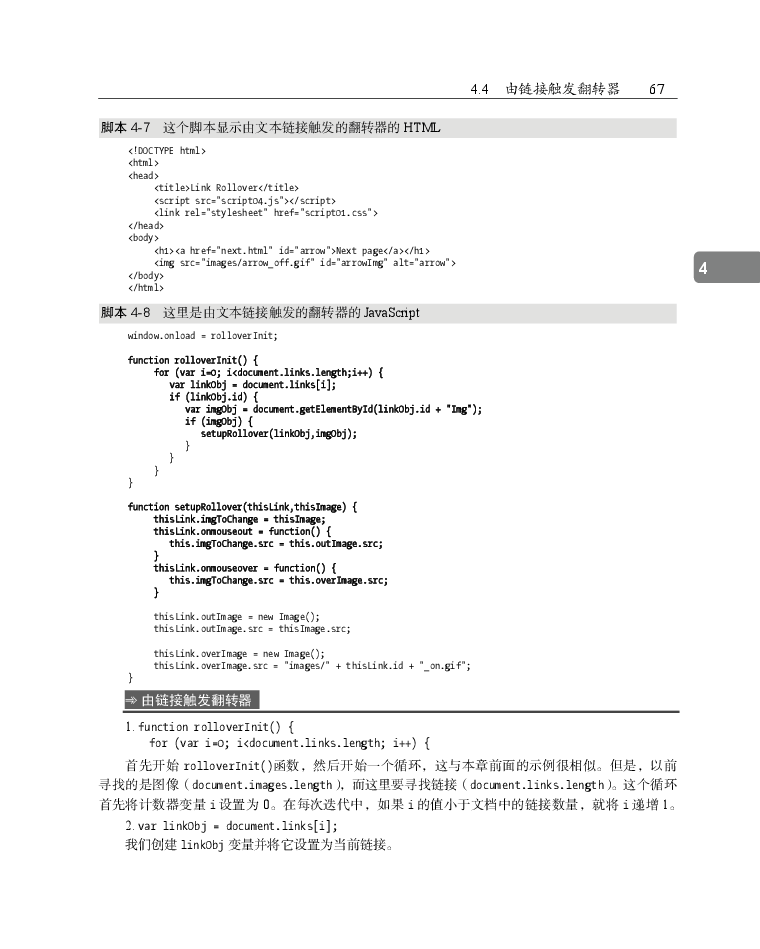 4.4 由链接触发翻转器 67
脚本 4-7 这个脚本显示由文本链接触发的翻转器的 HTML
<!DOCTYPE html>
<html>
<head>
<title>Link Rollover</title>
<script src="script04.js"></script>
<link rel="stylesheet" href="script01.css">
</head>
<body>
<h1><a href="next.html" id="arrow">Next page</a></h1>
<img src="images/arrow_off.gif" id="arrowImg" alt="arrow">
</body>
</html>
4
脚本 4-8 这里是由文本链接触发的翻转器的 JavaScript
window.onload = rolloverInit;
function rolloverInit() {
for (var i=0; i<document.links.length;i++) {
var linkObj = document.links[i];
if (linkObj.id) {
var imgObj = document.getElementById(linkObj.id + "Img");
if (imgObj) {
setupRollover(linkObj,imgObj);
}
}
}
}
function setupRollover(thisLink,thisImage) {
thisLink.imgToChange = thisImage;
thisLink.onmouseout = function() {
this.imgToChange.src = this.outImage.src;
}
thisLink.onmouseover = function() {
this.imgToChange.src = this.overImage.src;
}
thisLink.outImage = new Image();
thisLink.outImage.src = thisImage.src;
thisLink.overImage = new Image();
thisLink.overImage.src = "images/" + thisLink.id + "_on.gif";
}
➾ 由链接触发翻转器
1. function rolloverInit() {
for (var i=0; i<document.links.length; i++) {
首先开始 rolloverInit()函数，然后开始一个循环，这与本章前面的示例很相似。但是，以前
寻找的是图像（document.images.length），而这里要寻找链接（document.links.length）。这个循环
首先将计数器变量 i 设置为 0。在每次迭代中，如果 i 的值小于文档中的链接数量，就将 i 递增 1。
2. var linkObj = document.links[i];
我们创建 linkObj 变量并将它设置为当前链接。